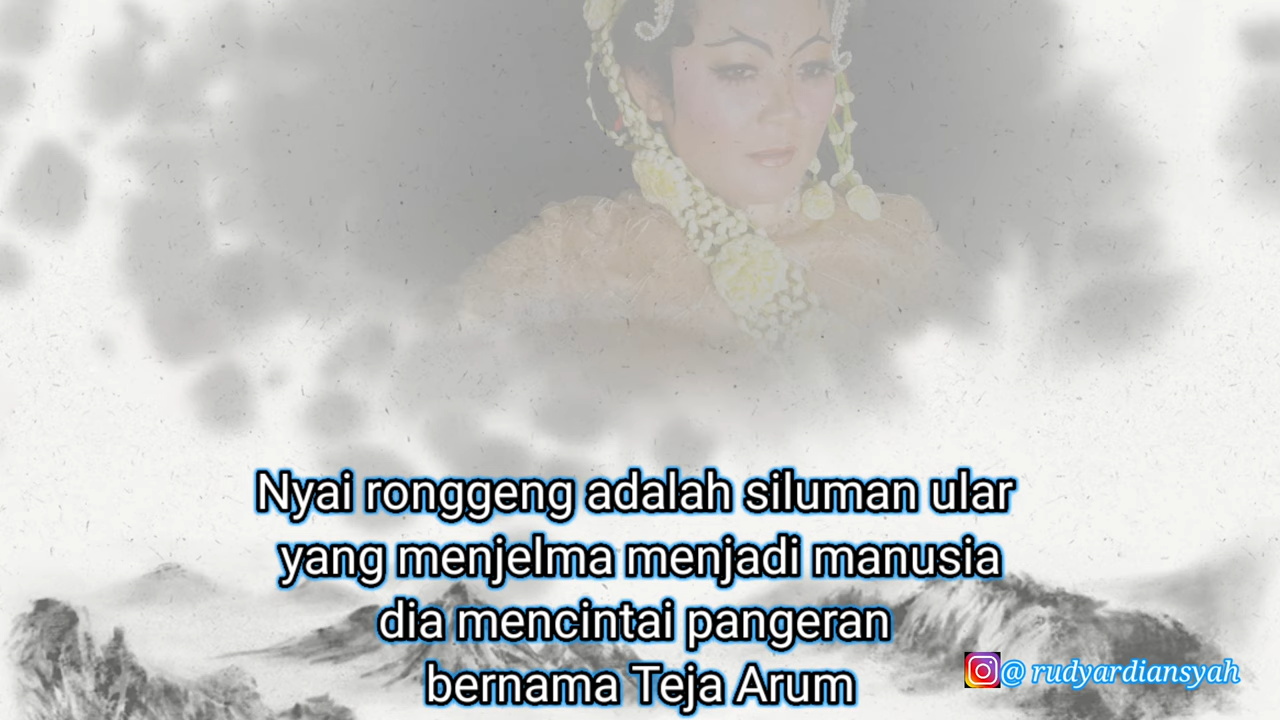 Nyai ronggeng adalah siluman ular
yang menjelma menjadi manusia
dia mencintai pangeran
bernama Teja Arum
@ rudyardiansyah